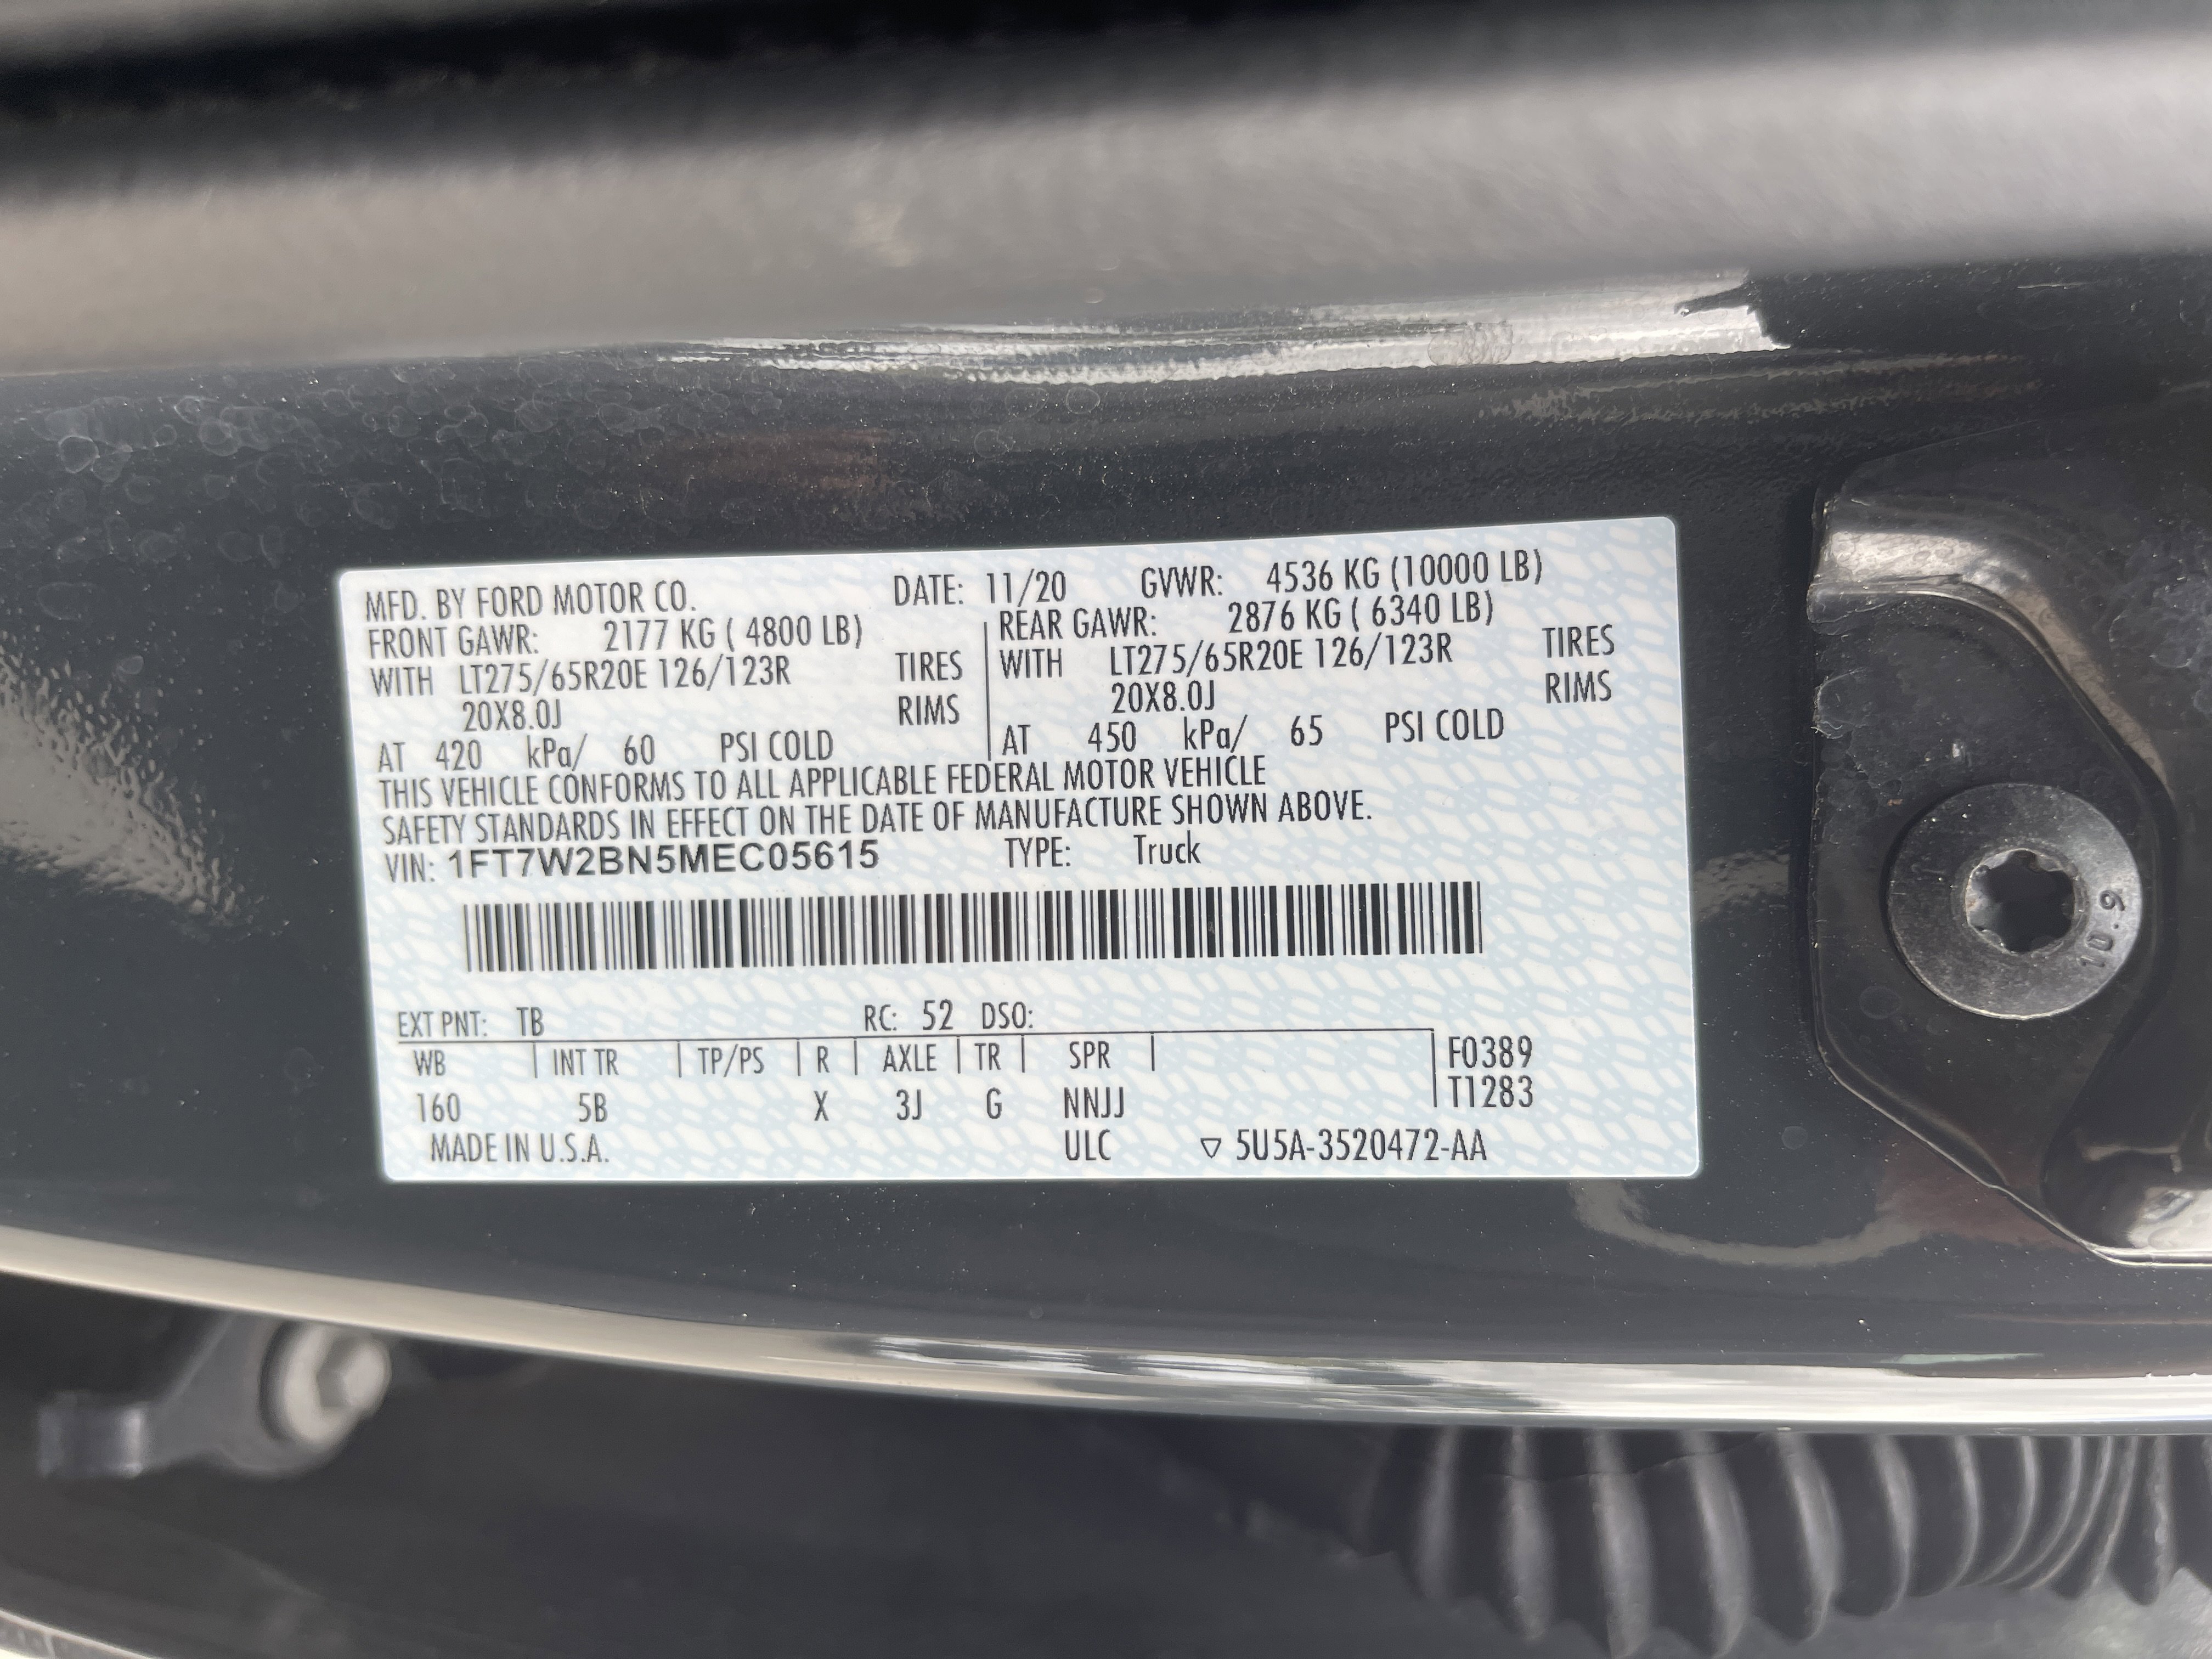 MFD. BY FORD MOTOR CO. DATE: 11/20 GVWR: 4536 KG (10000 LB)
FRONT GAWR: 2177 KG ( 4800 LB) REAR GAWR: 2876 KG ( 6340 LB)
WITH LT275/65R20E 126/123R TIRES WITH LT275/65R20E 126/123R TIRES
20X8.0J RIMS 20X8.0J RIMS
AT 420 kPa/ 60 PSI COLD AT 450 kPa/ 65 PSI COLD
THIS VEHICLE CONFORMS TO ALL APPLICABLE FEDERAL MOTOR VEHICLE
SAFETY STANDARDS IN EFFECT ON THE DATE OF MANUFACTURE SHOWN ABOVE.
VIN: 1FT7W2BN5MEC05615 TYPE: Truck
EXT PNT: TB RC: 52 DSO:
WB INT TR TP/PS R AXLE TR SPR F0389
160 5B X 3J G NNJJ T1283
MADE IN U.S.A. ULC ▽ 5U5A-3520472-AA
10.9